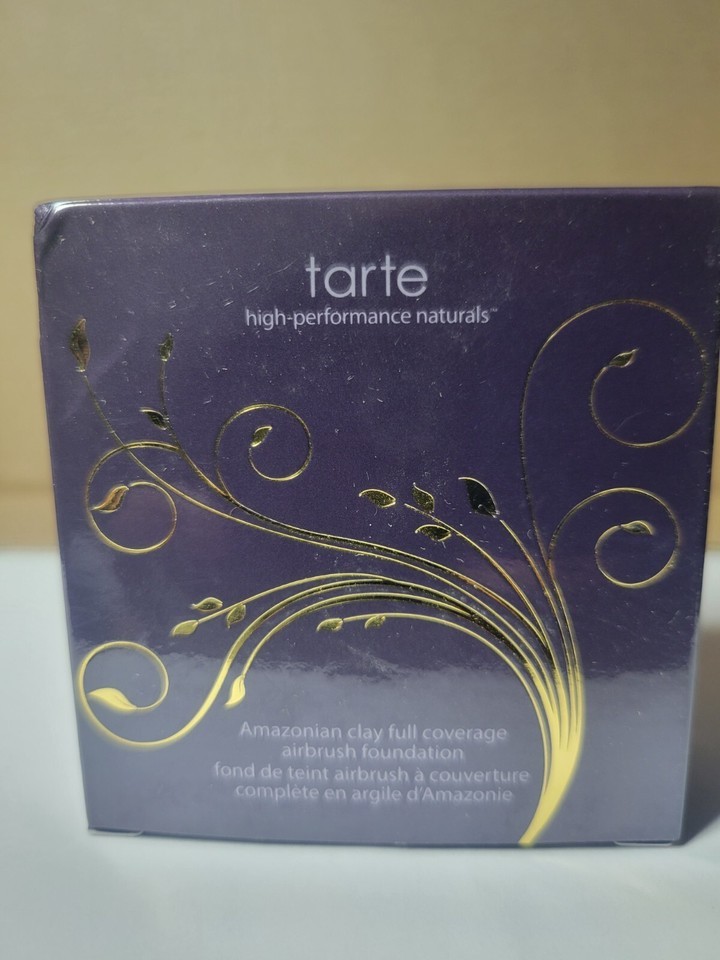 tarte
high-performance naturals™
Amazonian clay full coverage
airbrush foundation
fond de teint airbrush à couverture
complète en argile d'Amazonie